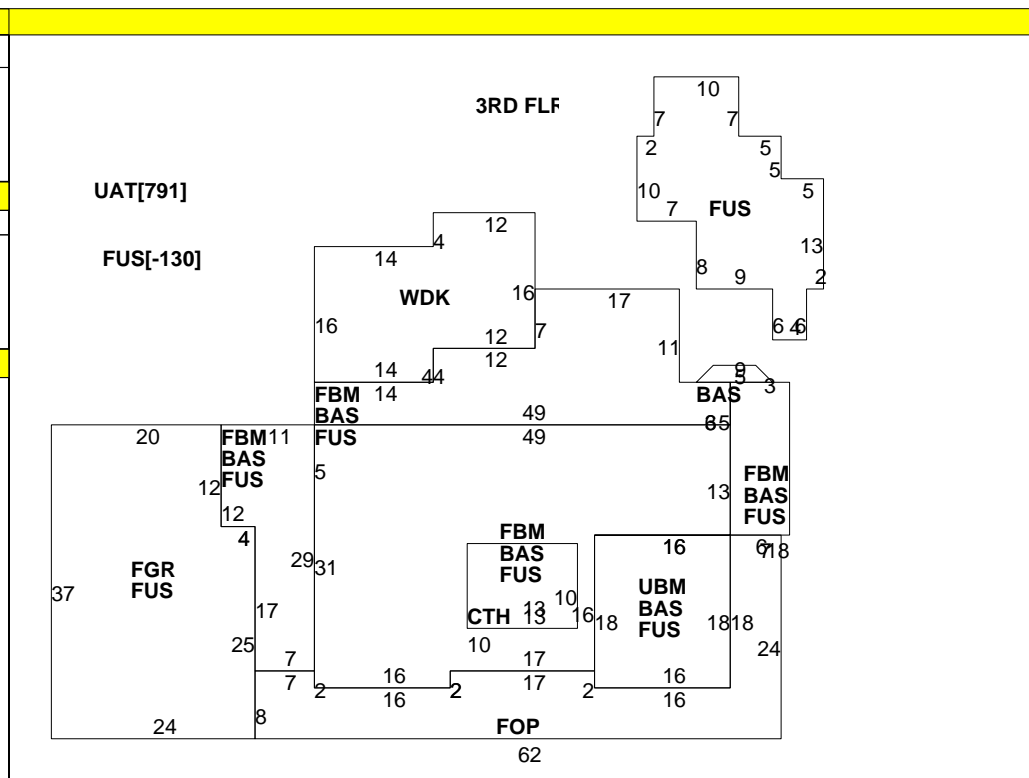 10
3RD FLR
7 7
2 5
5
UAT[791]
10 5
7 FUS
12
4 13
FUS[-130]
14
8 9 2
WDK 16
17
16 6 4 6
12 7
12 11
14 44
14
9
5
3
FBM BAS
BAS 49
FUS 49 6 5
20 FBM 11
BAS
FUS 5
12 13
FBM
BAS
FUS
12
4
FBM 16 6 7 18
BAS
FUS
29 31
FGR
FUS
37
UBM
BAS
FUS
10
13
CTH 13 16 18 18 18
17
25 10 24
7 17
7 16 17 16
2 16 2 2 16
8
24 FOP
62